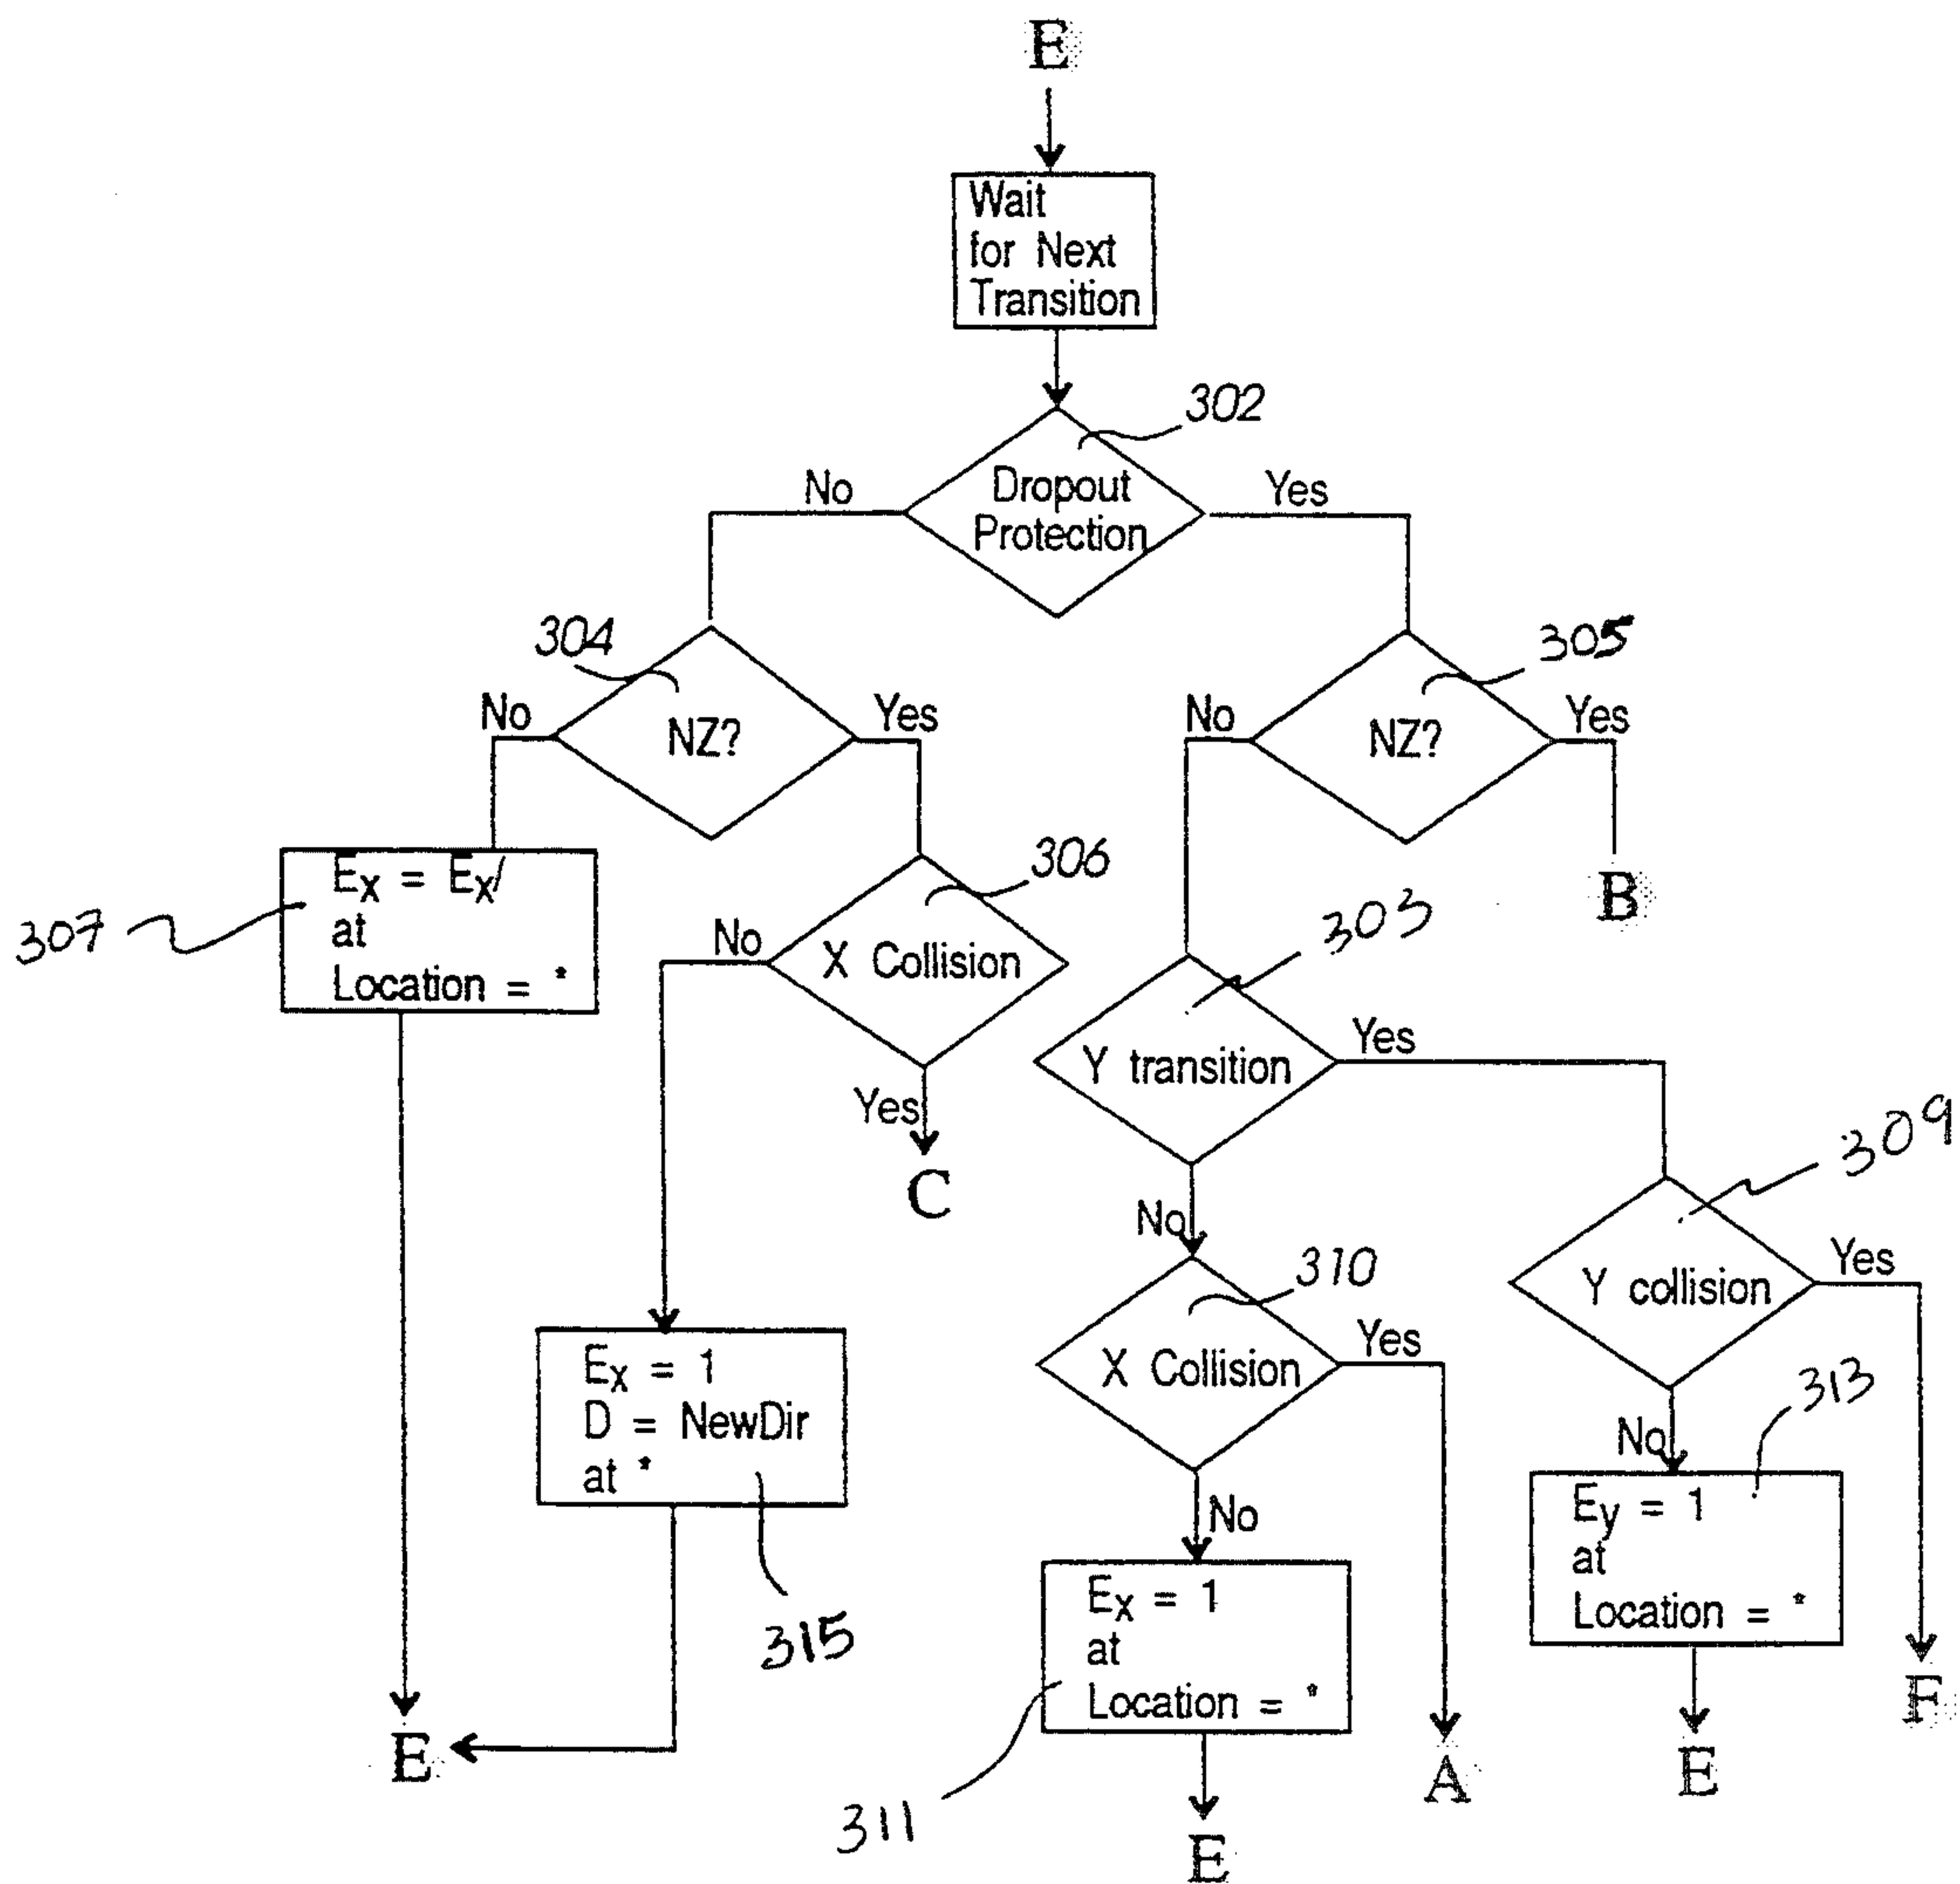 E
Wait
for Next
Transition
302
No
Dropout
Protection
Yes
304
305
No
NZ?
Yes
No
NZ?
Yes
306
B
307
Ex = Ex/
at
Location = *
303
No
X Collision
Y transition
Yes
309
Yes
C
No
310
Y collision
Yes
Ex = 1
D = NewDir
at *
X Collision
Yes
313
No
No
Ey = 1
at
Location = *
315
Ex = 1
at
Location = *
F
E
A
E
311
E